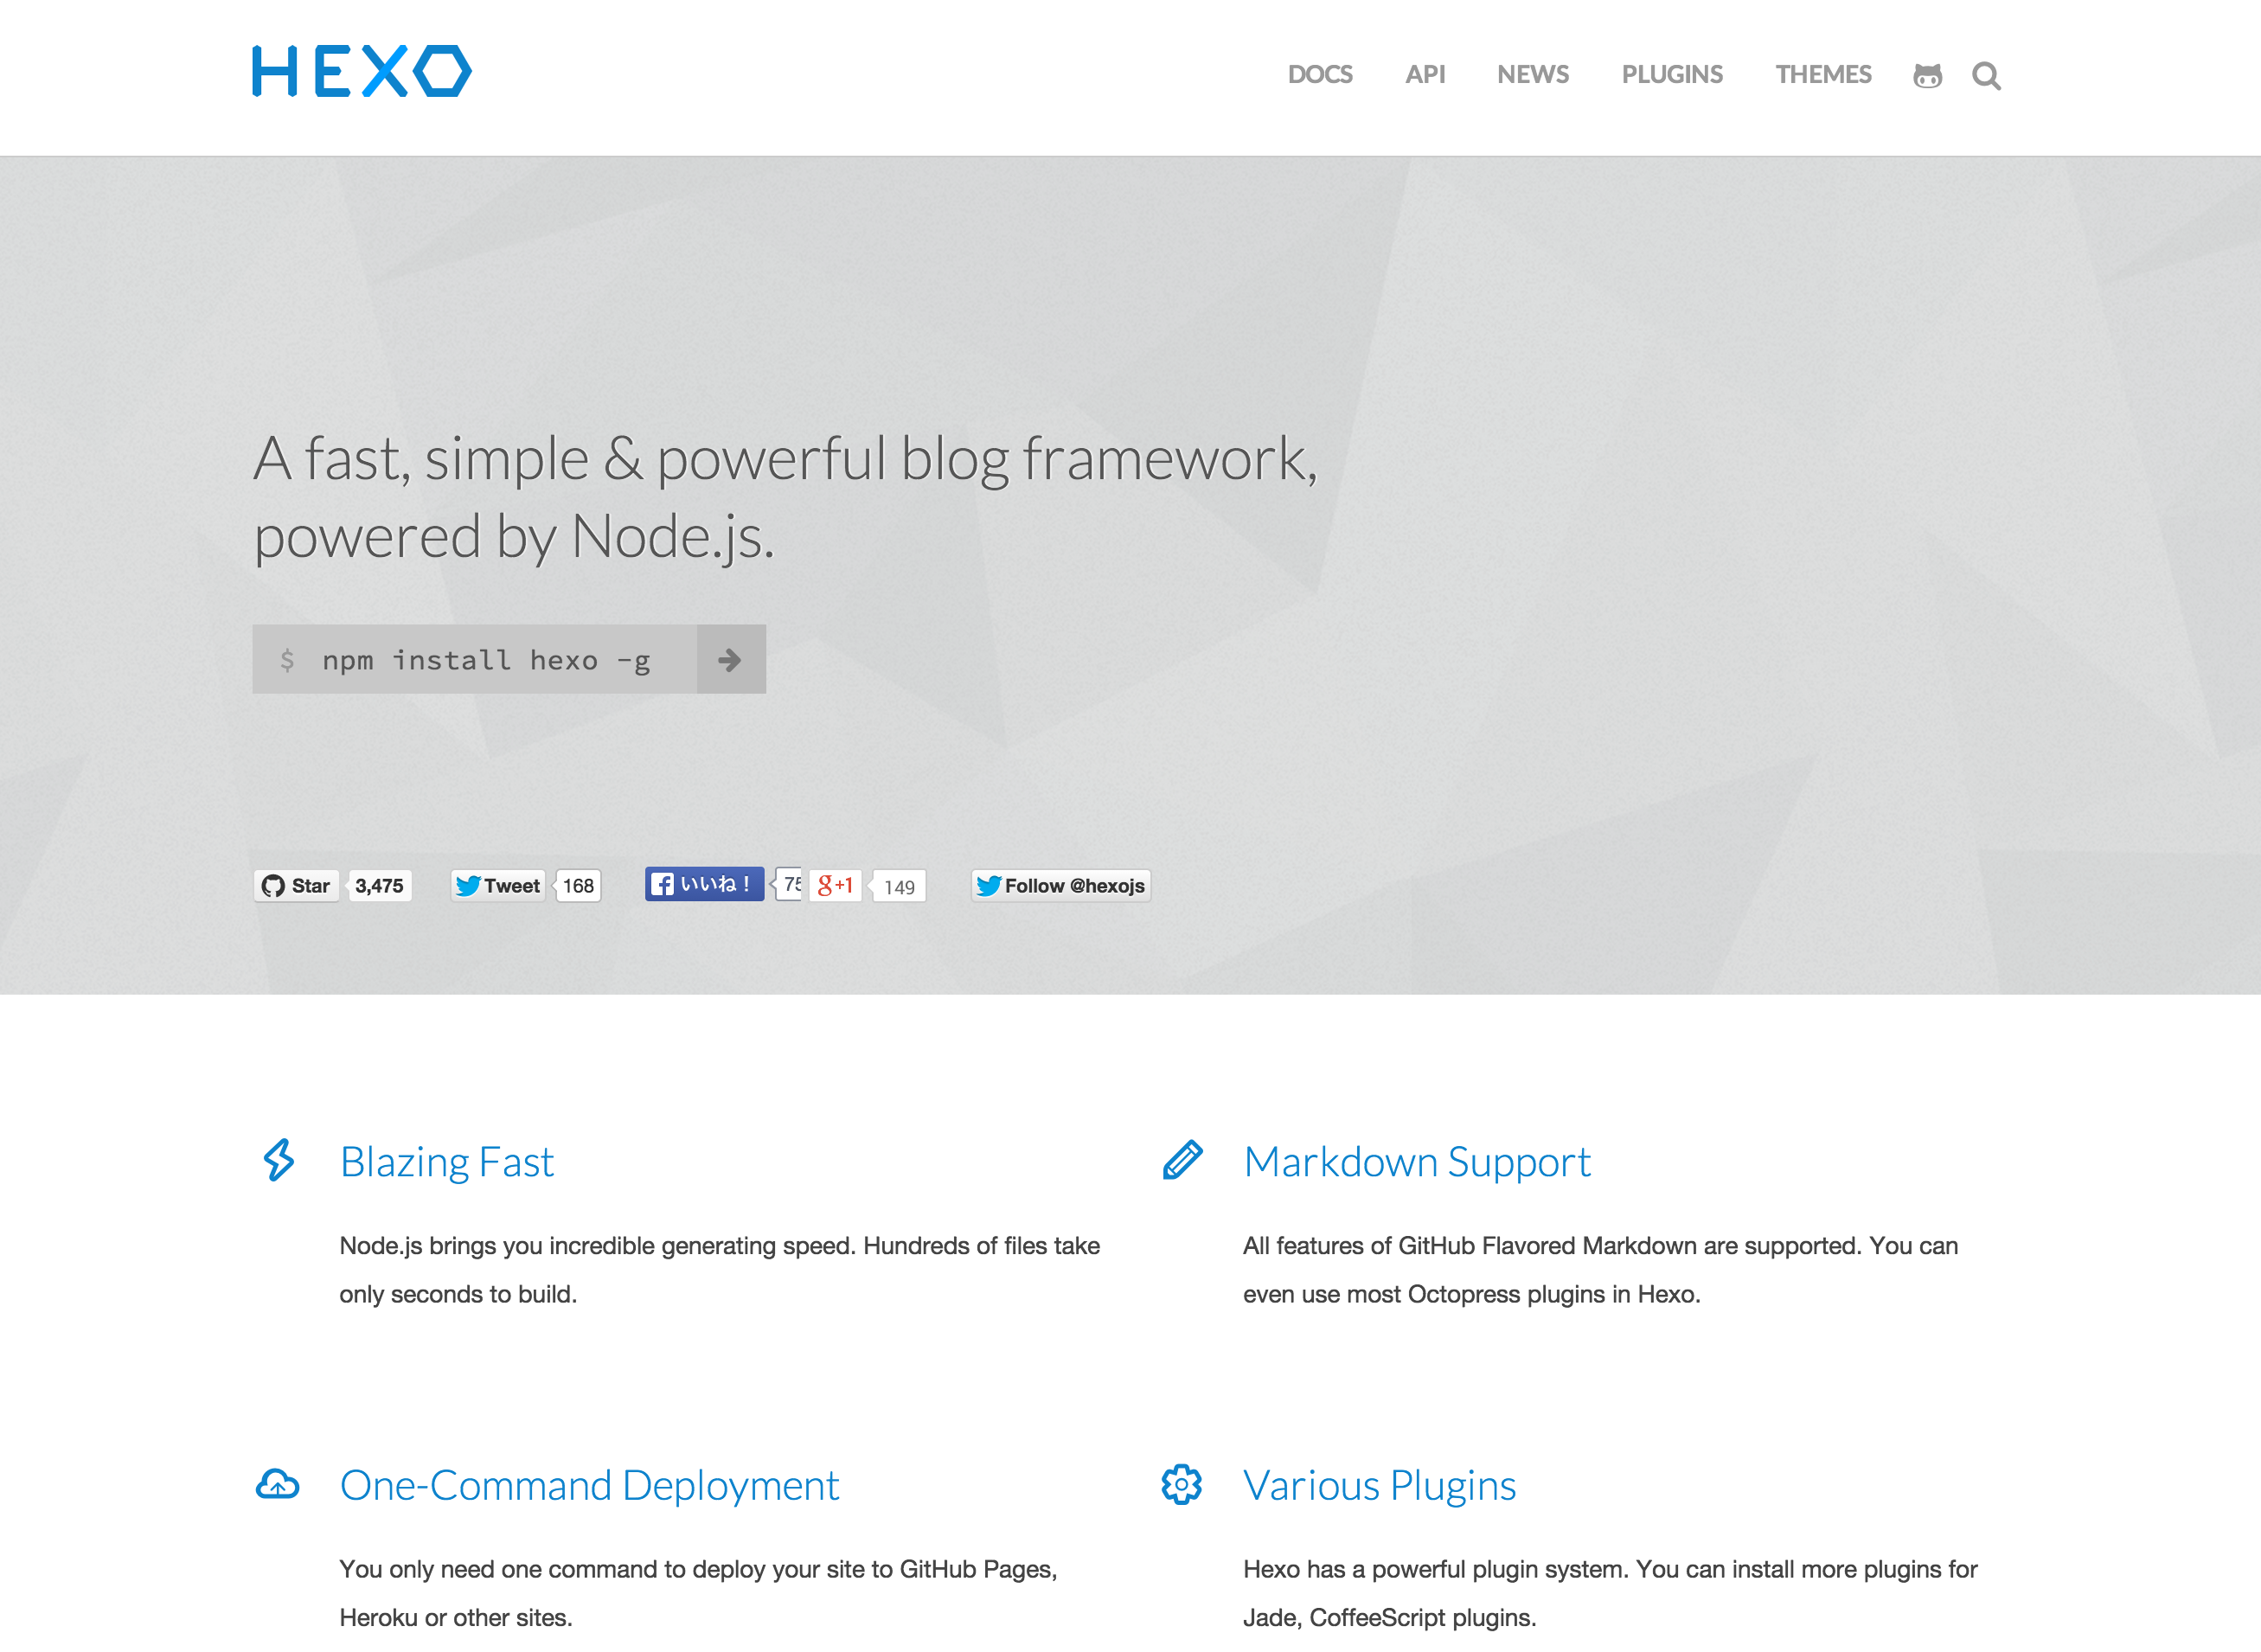 HEXO
DOCS API NEWS PLUGINS THEMES
A fast, simple & powerful blog framework,
powered by Node.js.
$ npm install hexo -g
Star 3,475 Tweet 168 いいね！ 75 g+1 149 Follow @hexojs
Blazing Fast
Node.js brings you incredible generating speed. Hundreds of files take
only seconds to build.
Markdown Support
All features of GitHub Flavored Markdown are supported. You can
even use most Octopress plugins in Hexo.
One-Command Deployment
You only need one command to deploy your site to GitHub Pages,
Heroku or other sites.
Various Plugins
Hexo has a powerful plugin system. You can install more plugins for
Jade, CoffeeScript plugins.